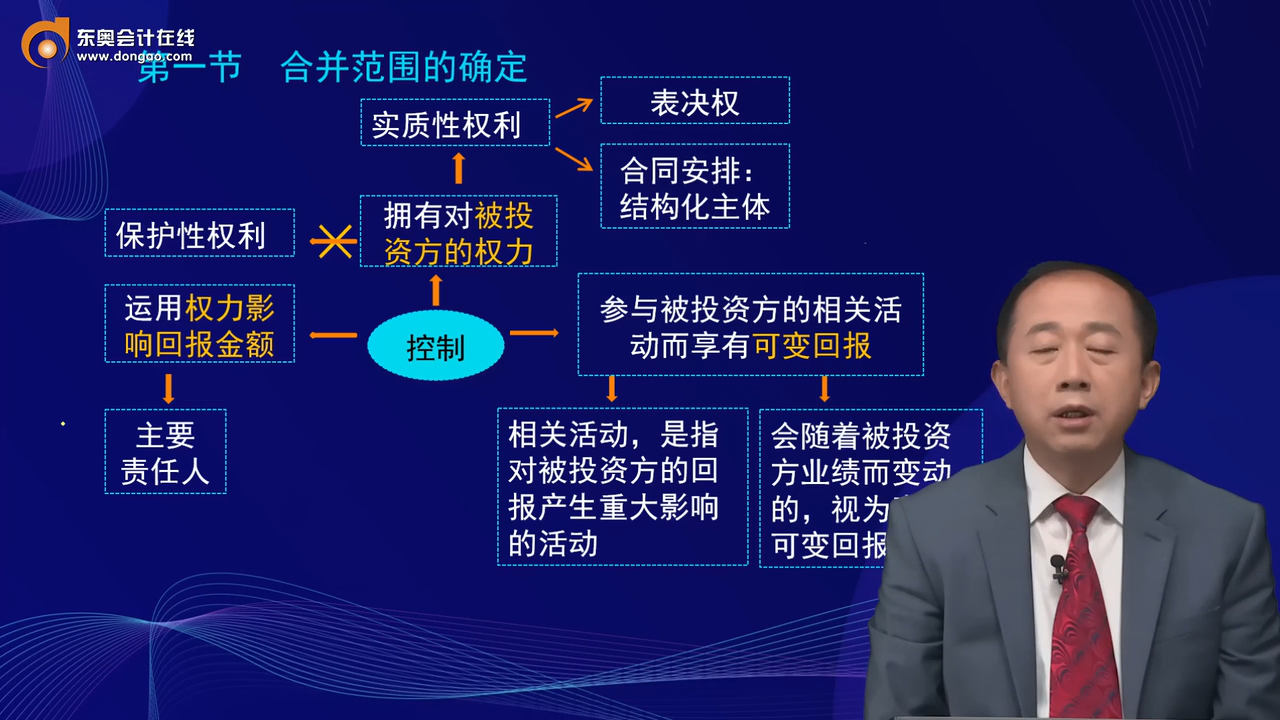 东奥会计在线
www.dongao.com
第一节 合并范围的确定
表决权
实质性权利
合同安排：
结构化主体
拥有对被投
资方的权力
保护性权利
运用权力影
响回报金额
控制
参与被投资方的相关活
动而享有可变回报
主要
责任人
相关活动，是指
对被投资方的回
报产生重大影响
的活动
会随着被投资
方业绩而变动
的，视为
可变回报